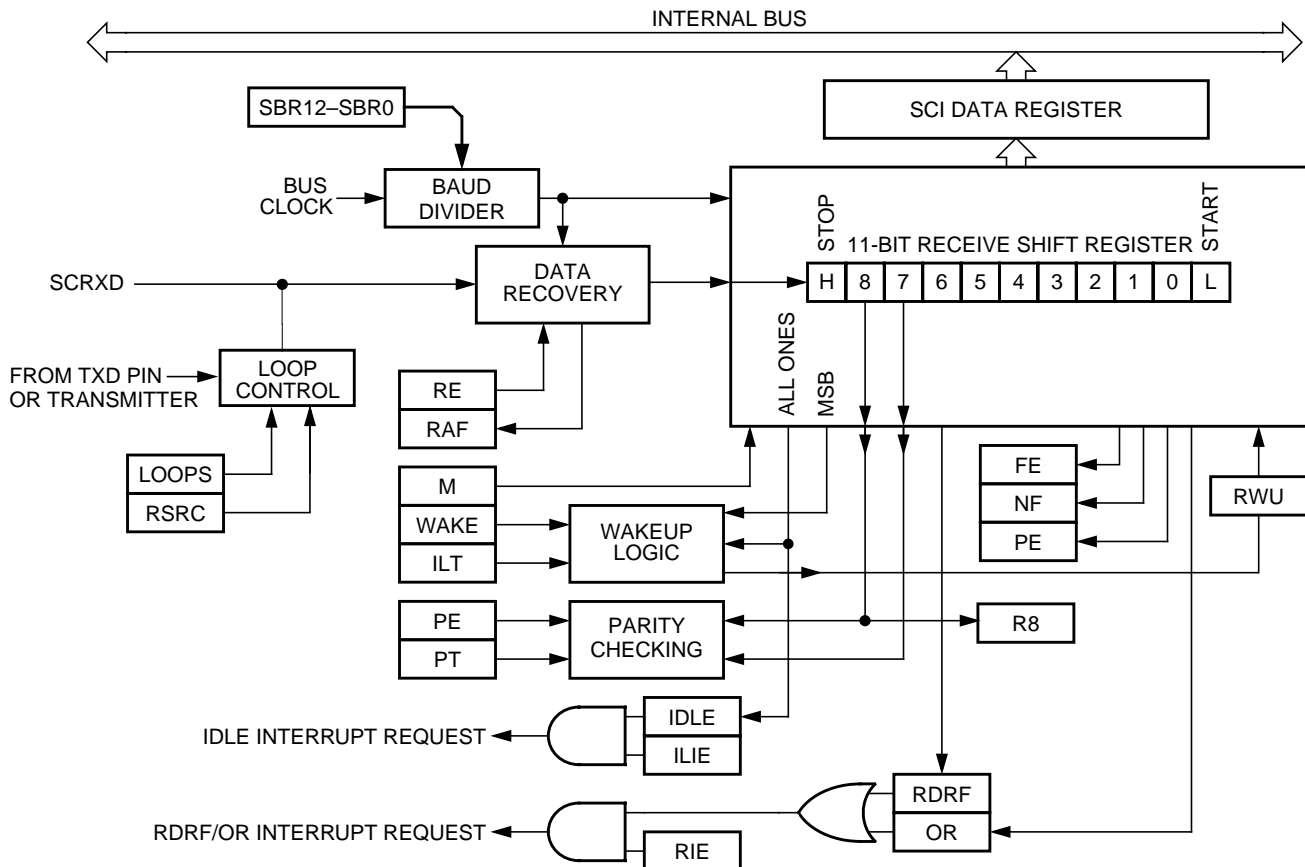 INTERNAL BUS
SBR12–SBR0
SCI DATA REGISTER
BUS
CLOCK
BAUD
DIVIDER
STOP
11-BIT RECEIVE SHIFT REGISTER
START
H 8 7 6 5 4 3 2 1 0 L
SCRXD
DATA
RECOVERY
ALL ONES
MSB
FROM TXD PIN
OR TRANSMITTER
LOOP
CONTROL
RE
RAF
LOOPS
RSRC
M
WAKE
ILT
WAKEUP
LOGIC
FE
NF
PE
RWU
PE
PT
PARITY
CHECKING
R8
IDLE INTERRUPT REQUEST
IDLE
ILIE
RDRF
OR
RDRF/OR INTERRUPT REQUEST
RIE